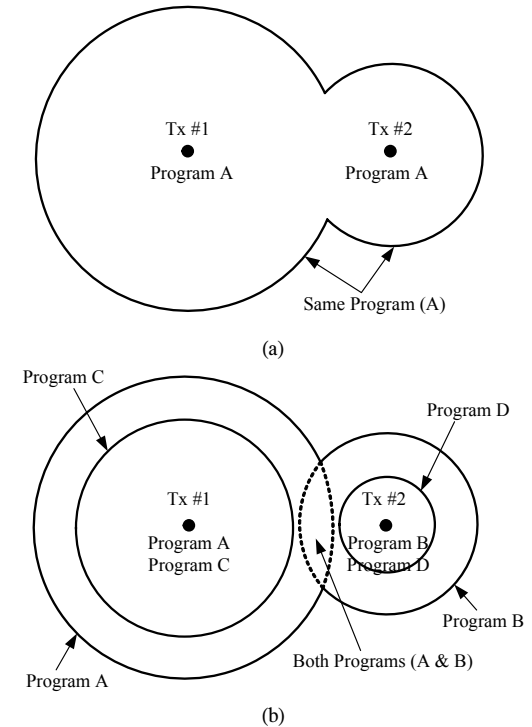 Tx #1
Program A
Tx #2
Program A
Same Program (A)
(a)
Program C
Program D
Tx #1
Program A
Program C
Tx #2
Program B
Program D
Program B
Both Programs (A & B)
Program A
(b)